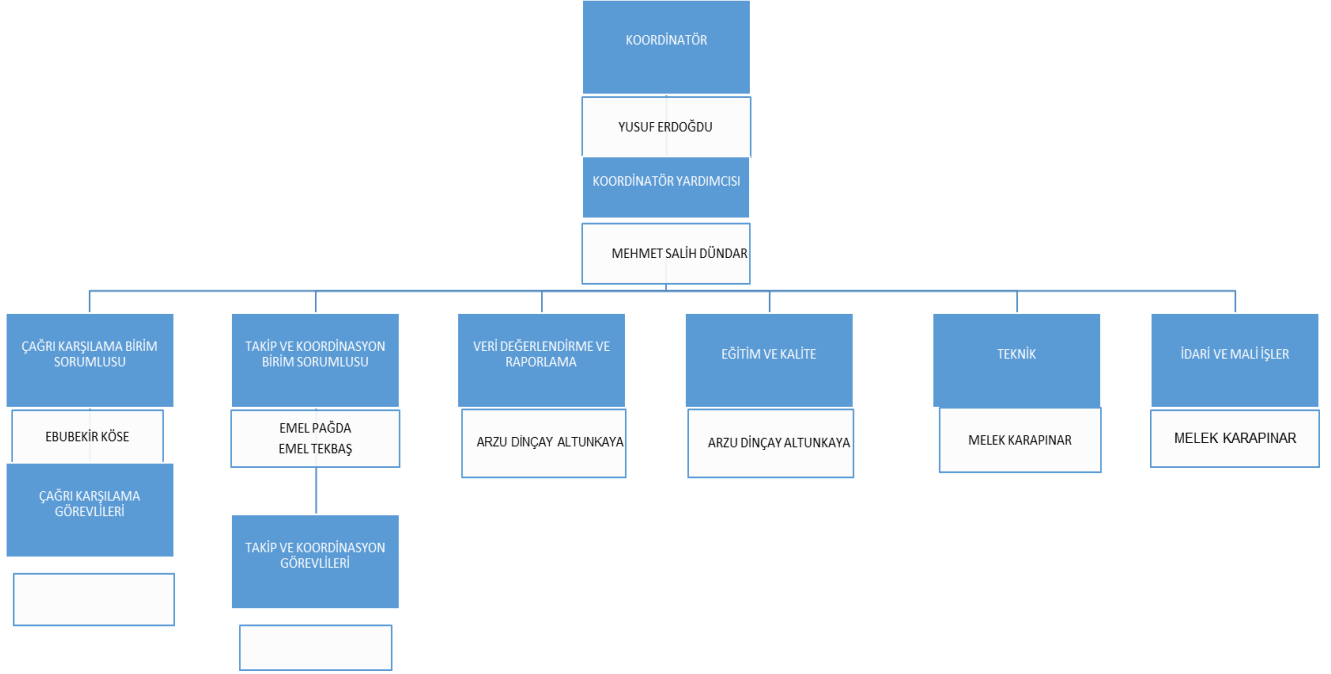 KOORDİNATÖR
YUSUF ERDOĞDU
KOORDİNATÖR YARDIMCISI
MEHMET SALİH DÜNDAR
ÇAĞRI KARŞILAMA BİRİM
SORUMLUSU
EBUBEKİR KÖSE
ÇAĞRI KARŞILAMA
GÖREVLİLERİ
TAKİP VE KOORDİNASYON
BİRİM SORUMLUSU
EMEL PAĞDA
EMEL TEKBAŞ
TAKİP VE KOORDİNASYON
GÖREVLİLERİ
VERİ DEĞERLENDİRME VE
RAPORLAMA
ARZU DİNÇAY ALTUNKAYA
EĞİTİM VE KALİTE
ARZU DİNÇAY ALTUNKAYA
TEKNİK
MELEK KARAPINAR
İDARİ VE MALİ İŞLER
MELEK KARAPINAR